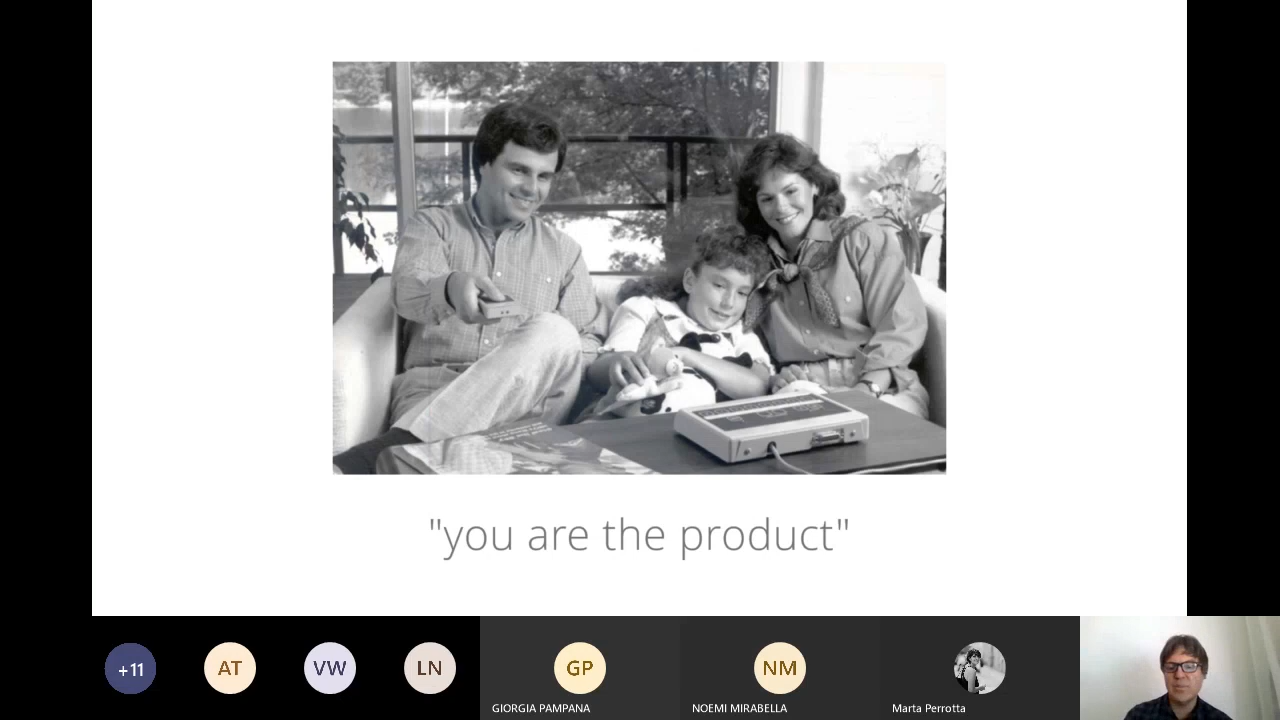 "you are the product"
+11
AT
VW
LN
GP
NM
GIORGIA PAMPANA
NOEMI MIRABELLA
Marta Perrotta